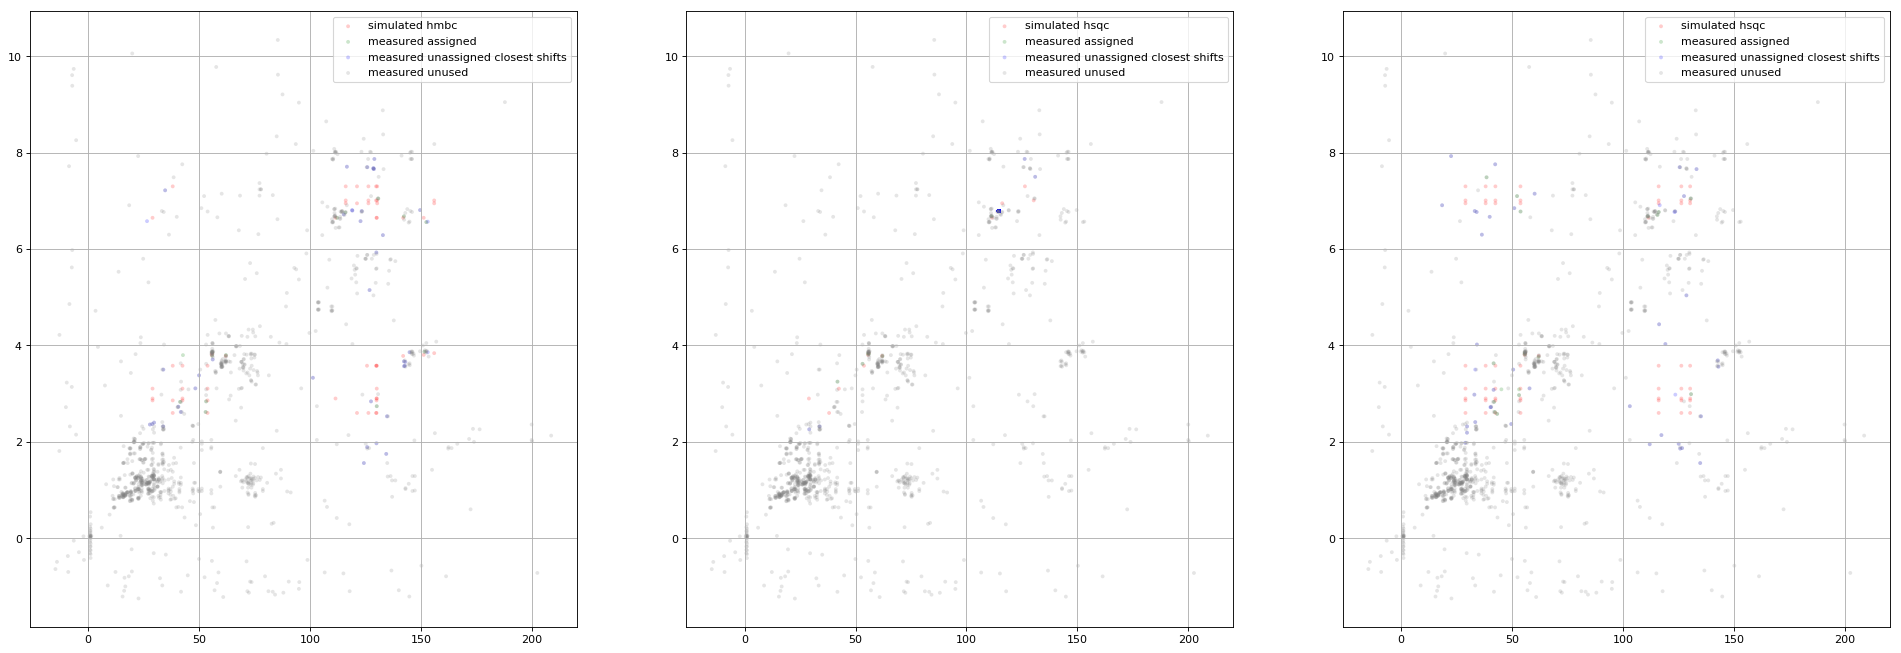 simulated hmbc
measured assigned
measured unassigned closest shifts
measured unused
10
8
6
4
2
0
0 50 100 150 200
simulated hsqc
measured assigned
measured unassigned closest shifts
measured unused
10
8
6
4
2
0
0 50 100 150 200
simulated hsqc
measured assigned
measured unassigned closest shifts
measured unused
10
8
6
4
2
0
0 50 100 150 200